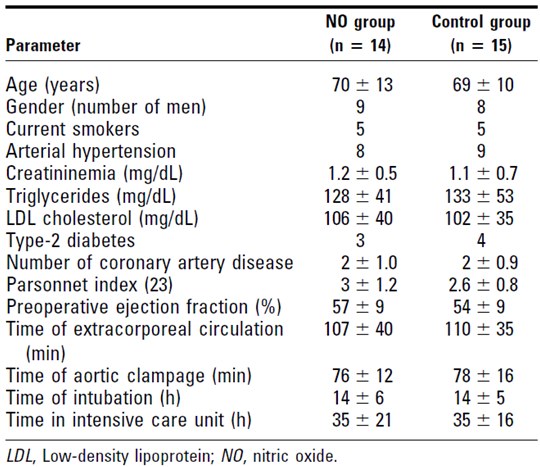 NO group Control group
Parameter (n = 14) (n = 15)
Age (years) 70 ± 13 69 ± 10
Gender (number of men) 9 8
Current smokers 5 5
Arterial hypertension 8 9
Creatininemia (mg/dL) 1.2 ± 0.5 1.1 ± 0.7
Triglycerides (mg/dL) 128 ± 41 133 ± 53
LDL cholesterol (mg/dL) 106 ± 40 102 ± 35
Type-2 diabetes 3 4
Number of coronary artery disease 2 ± 1.0 2 ± 0.9
Parsonnet index (23) 3 ± 1.2 2.6 ± 0.8
Preoperative ejection fraction (%) 57 ± 9 54 ± 9
Time of extracorporeal circulation 107 ± 40 110 ± 35
(min)
Time of aortic clampage (min) 76 ± 12 78 ± 16
Time of intubation (h) 14 ± 6 14 ± 5
Time in intensive care unit (h) 35 ± 21 35 ± 16
LDL, Low-density lipoprotein; NO, nitric oxide.